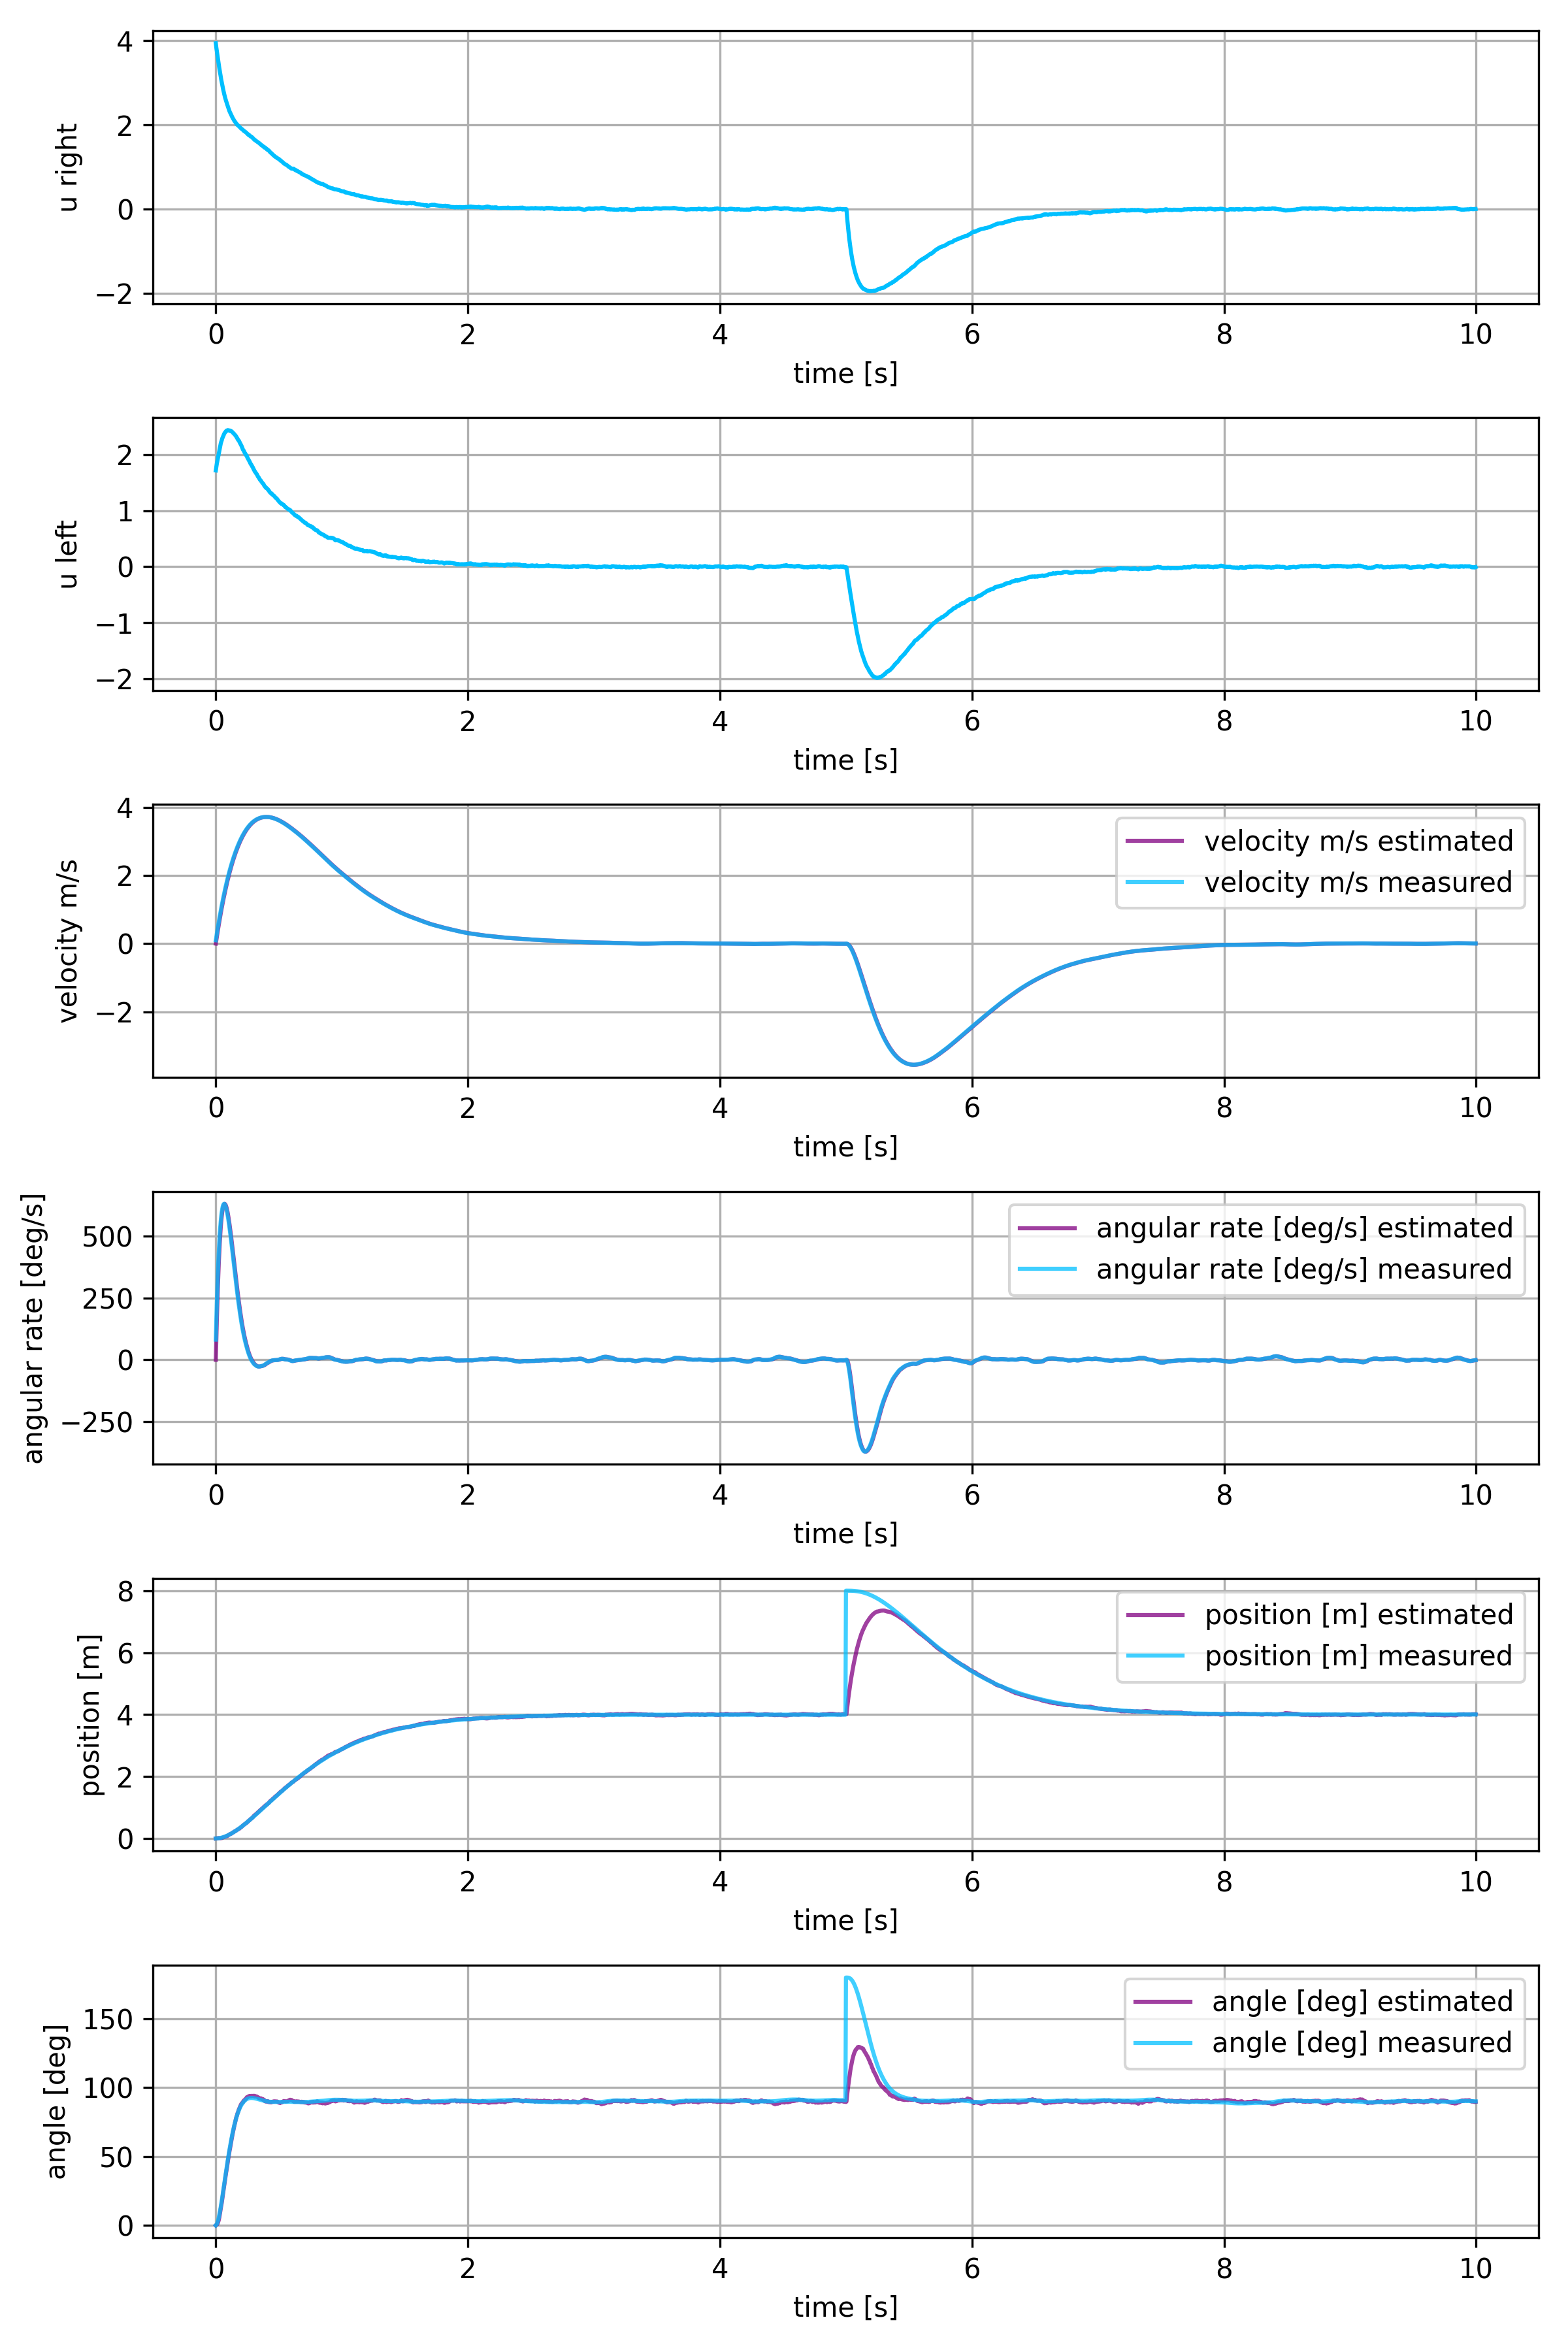 4
2
0
−2
u right
0 2 4 6 8 10
time [s]
2
1
0
−1
−2
u left
0 2 4 6 8 10
time [s]
4
2
0
−2
velocity m/s
velocity m/s estimated
velocity m/s measured
0 2 4 6 8 10
time [s]
500
250
0
−250
angular rate [deg/s]
angular rate [deg/s] estimated
angular rate [deg/s] measured
0 2 4 6 8 10
time [s]
8
6
4
2
0
position [m]
position [m] estimated
position [m] measured
0 2 4 6 8 10
time [s]
150
100
50
0
angle [deg]
angle [deg] estimated
angle [deg] measured
0 2 4 6 8 10
time [s]